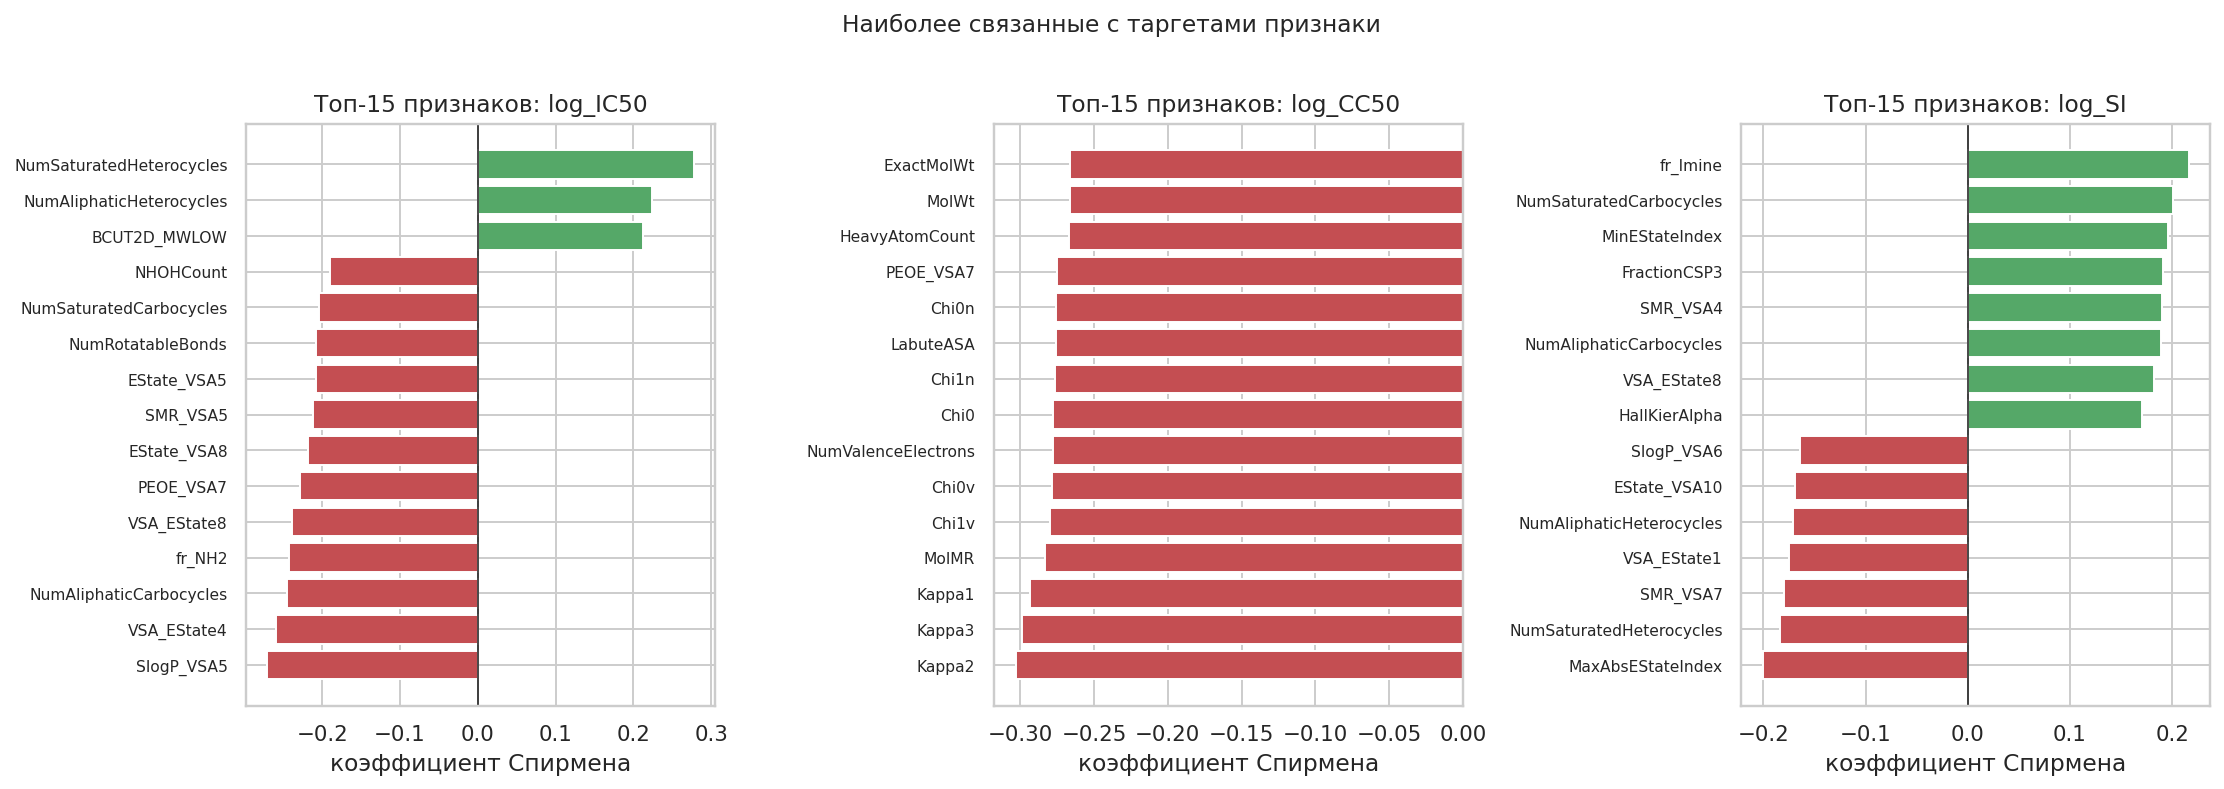 Наиболее связанные с таргетами признаки
Топ-15 признаков: log_IC50
NumSaturatedHeterocycles
NumAliphaticHeterocycles
BCUT2D_MWLOW
NHOHCount
NumSaturatedCarbocycles
NumRotatableBonds
EState_VSA5
SMR_VSA5
EState_VSA8
PEOE_VSA7
VSA_EState8
fr_NH2
NumAliphaticCarbocycles
VSA_EState4
SlogP_VSA5
−0.2 −0.1 0.0 0.1 0.2 0.3
коэффициент Спирмена
Топ-15 признаков: log_CC50
ExactMolWt
MolWt
HeavyAtomCount
PEOE_VSA7
Chi0n
LabuteASA
Chi1n
Chi0
NumValenceElectrons
Chi0v
Chi1v
MolMR
Kappa1
Kappa3
Kappa2
−0.30 −0.25 −0.20 −0.15 −0.10 −0.05 0.00
коэффициент Спирмена
Топ-15 признаков: log_SI
fr_Imine
NumSaturatedCarbocycles
MinEStateIndex
FractionCSP3
SMR_VSA4
NumAliphaticCarbocycles
VSA_EState8
HallKierAlpha
SlogP_VSA6
EState_VSA10
NumAliphaticHeterocycles
VSA_EState1
SMR_VSA7
NumSaturatedHeterocycles
MaxAbsEStateIndex
−0.2 −0.1 0.0 0.1 0.2
коэффициент Спирмена